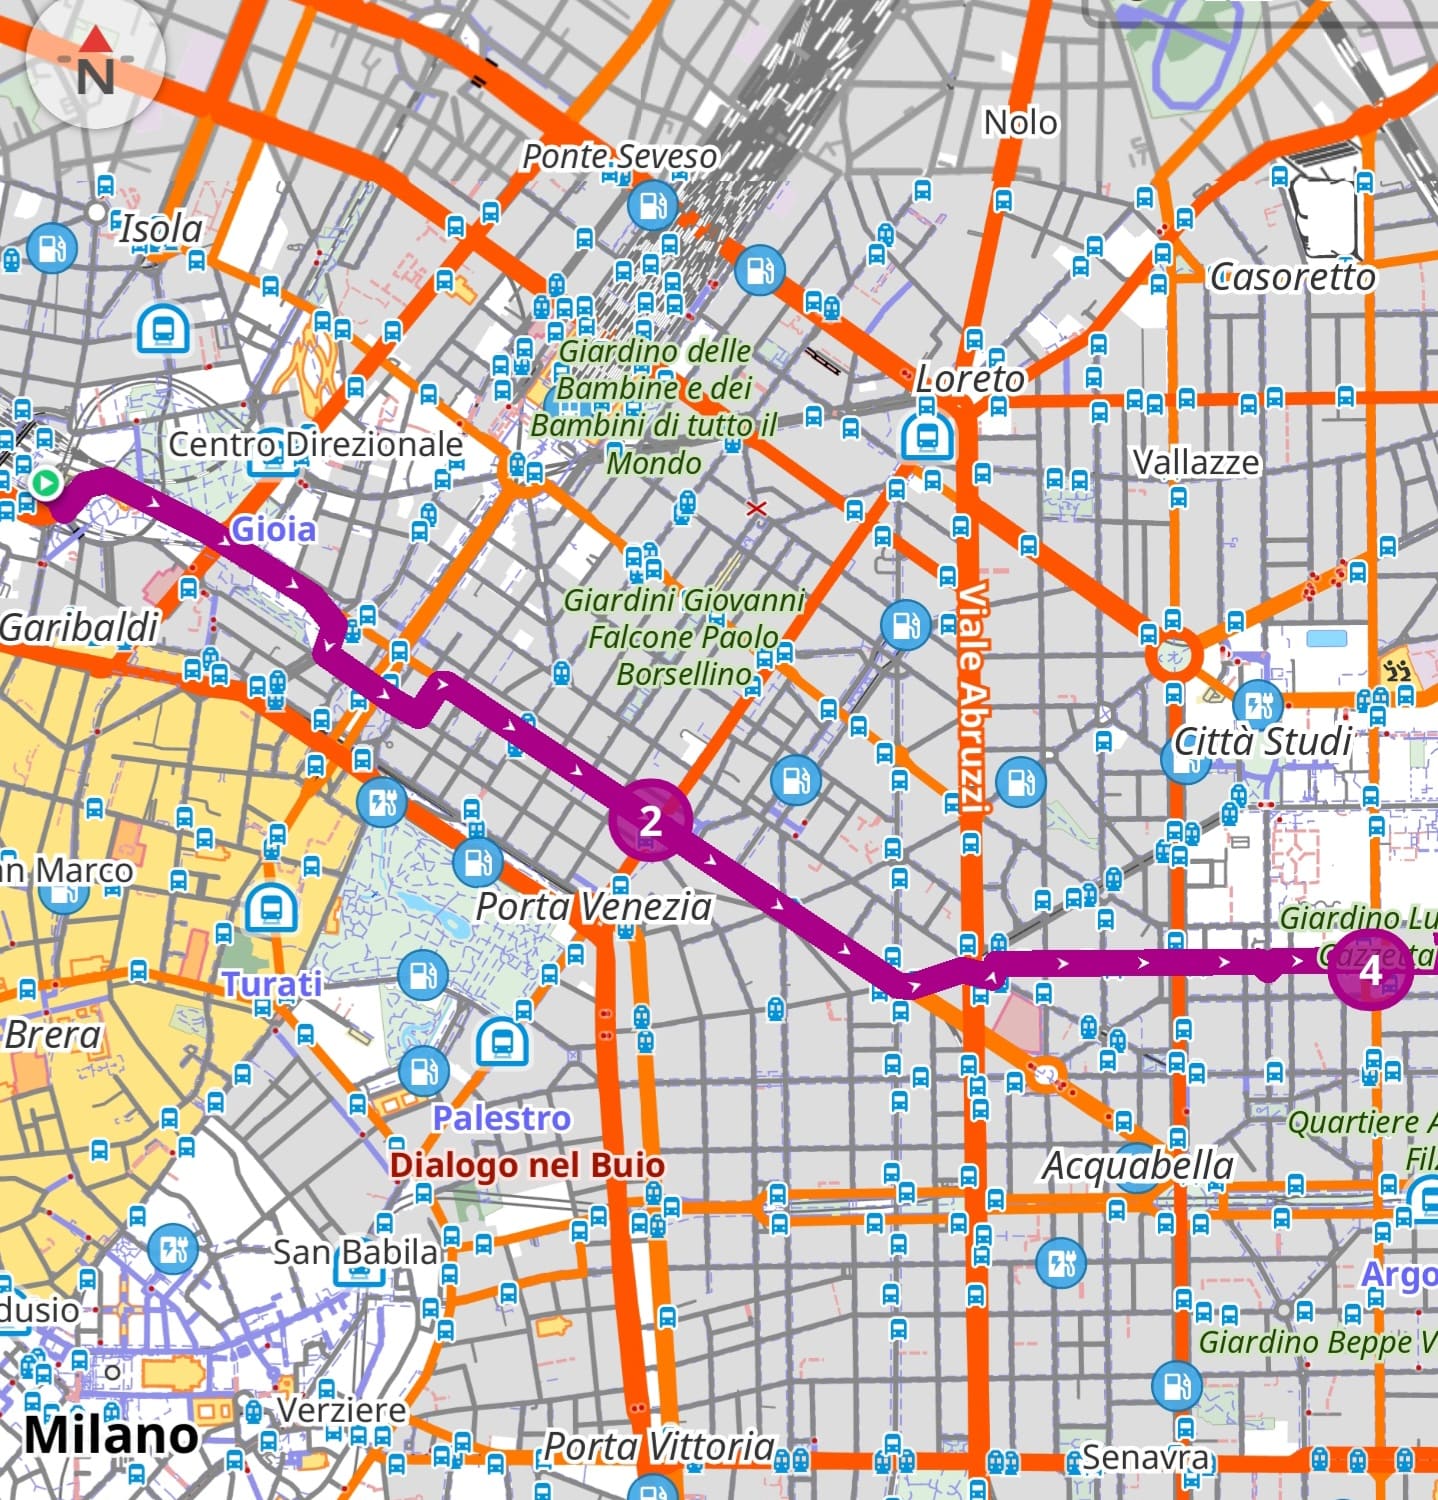 N
Nolo
Ponte Seveso
Isola
Casoretto
Giardino delle
Bambine e dei
Bambini di tutto il
Mondo
Loreto
Centro Direzionale
Vallazze
Gioia
Giardini Giovanni
Falcone Paolo
Borsellino
Garibaldi
Viale Abruzzi
Città Studi
2
an Marco
Porta Venezia
Giardino Lu
Cazzetta
4
Turati
Brera
Palestro
Dialogo nel Buio
Quartiere A
Filz
Acquabella
San Babila
Argo
dusio
Giardino Beppe V
Verziere
Milano
Porta Vittoria
Senavra